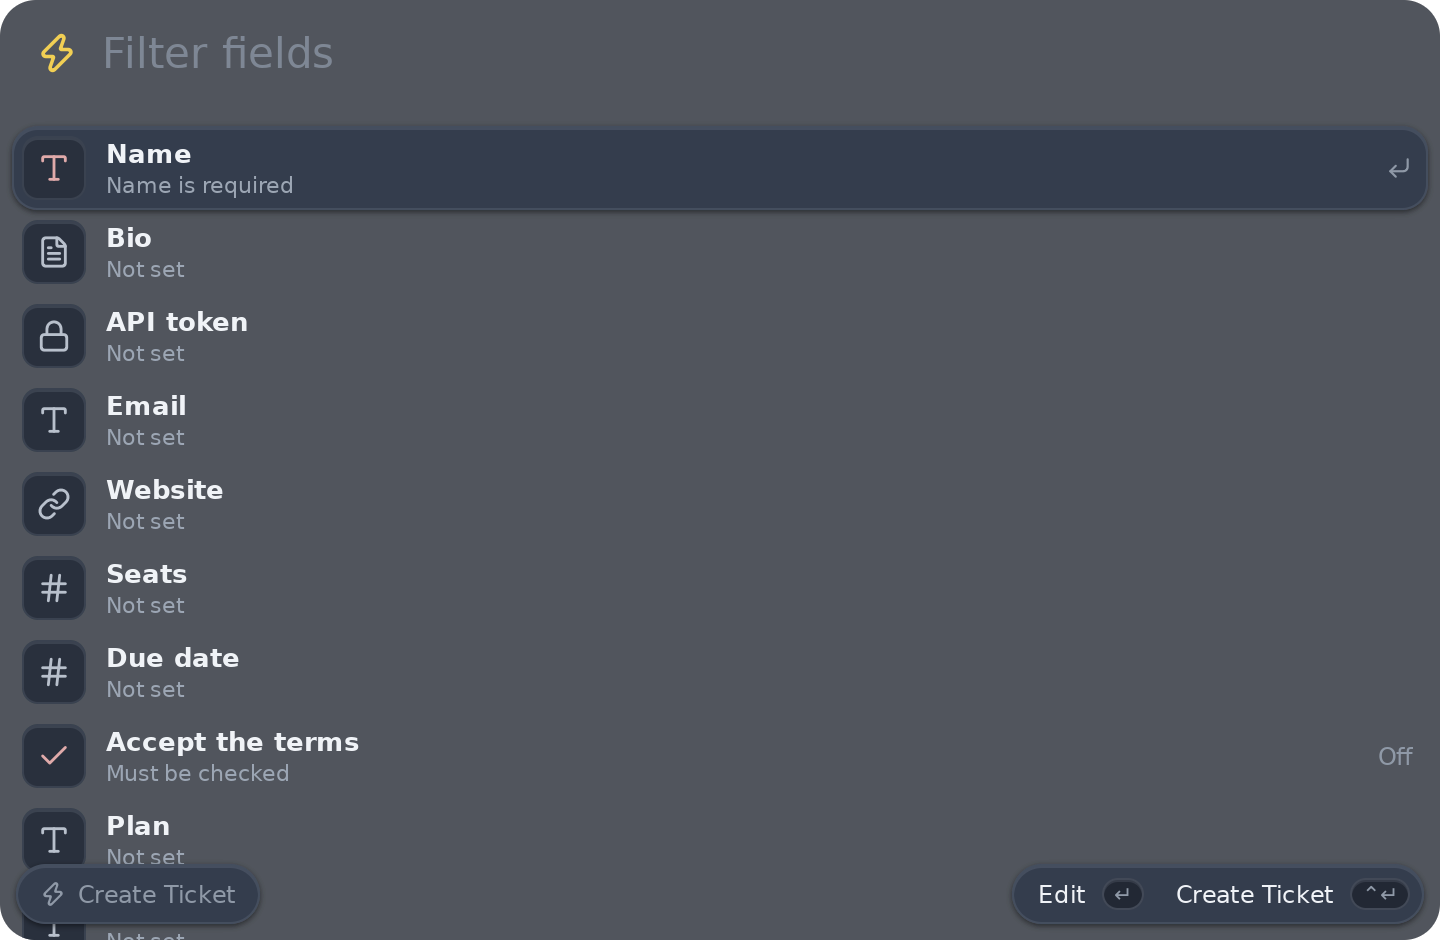 Filter fields
Name
Name is required
Bio
Not set
API token
Not set
Email
Not set
Website
Not set
Seats
Not set
Due date
Not set
Accept the terms
Must be checked
Off
Plan
Not set
Create Ticket
Edit
Create Ticket
Not set